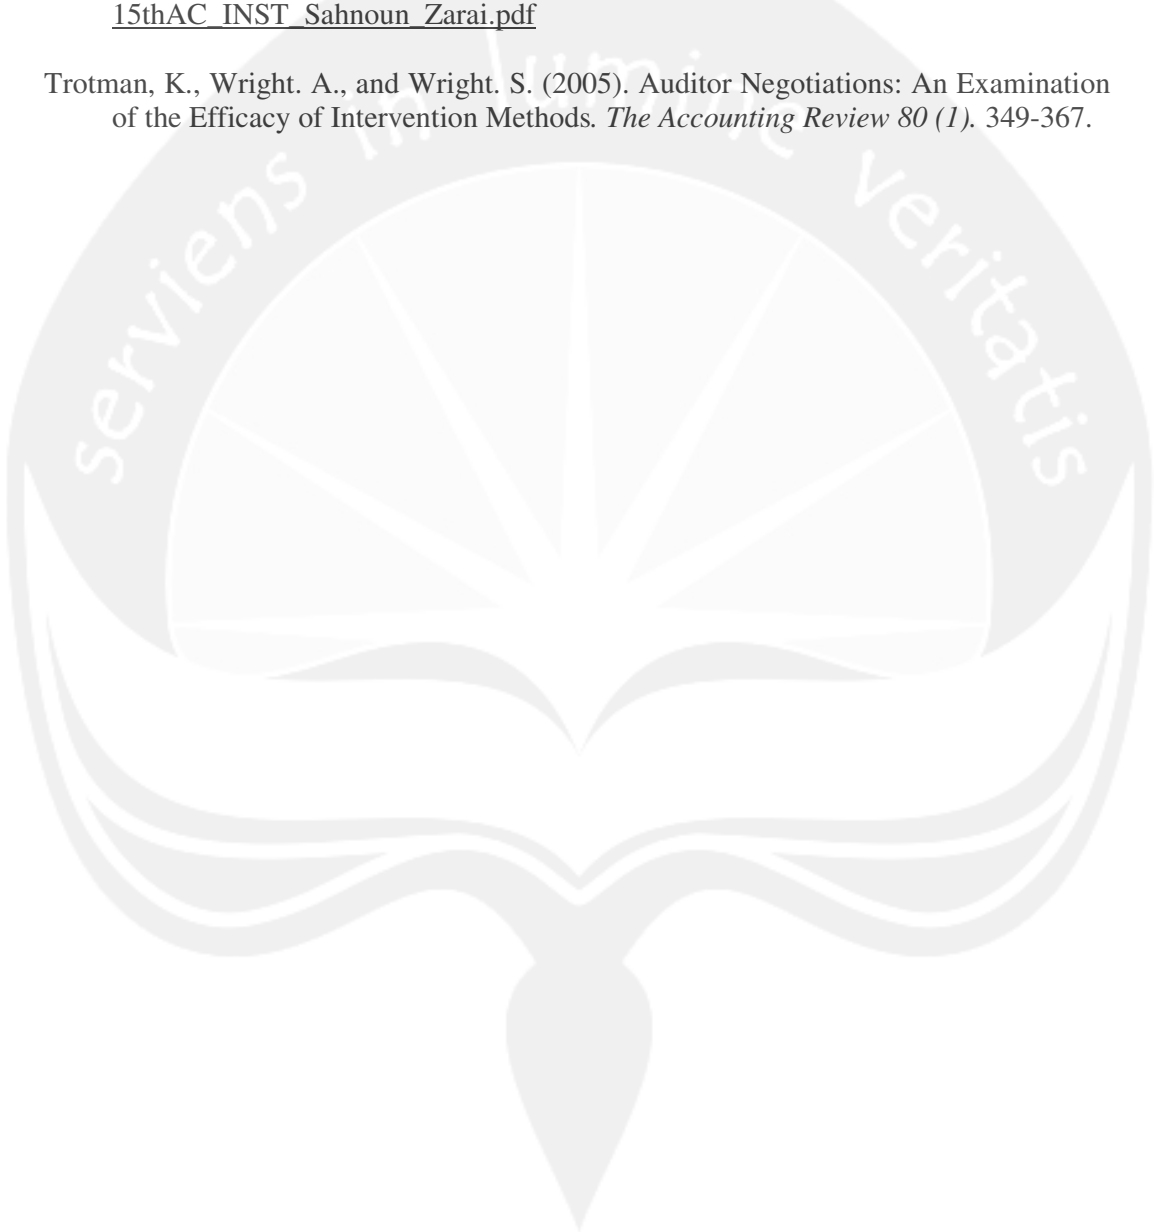 15thAC_INST_Sahnoun_Zarai.pdf
Trotman, K., Wright. A., and Wright. S. (2005). Auditor Negotiations: An Examination
of the Efficacy of Intervention Methods. The Accounting Review 80 (1). 349-367.
serviens in lumine veritatis